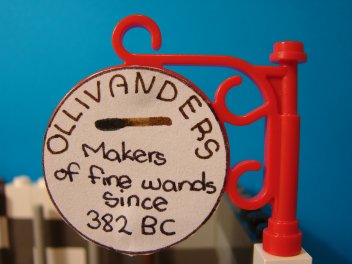 OLLIVANDERS
Makers
of fine wands
since
382 BC